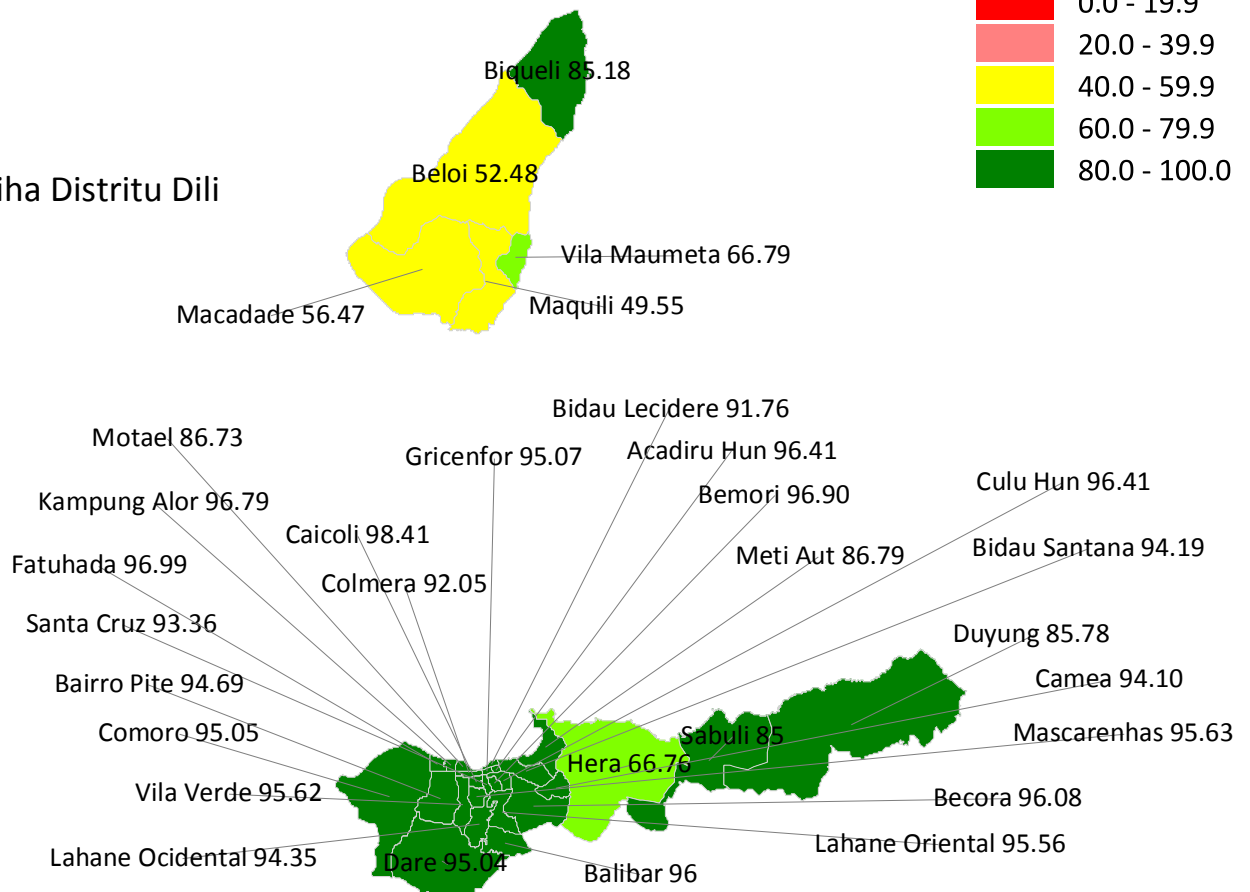 0.0 - 19.9
20.0 - 39.9
40.0 - 59.9
60.0 - 79.9
80.0 - 100.0
Biqueli 85.18
Beloi 52.48
iha Distritu Dili
Vila Maumeta 66.79
Maquili 49.55
Macadade 56.47
Bidau Lecidere 91.76
Motael 86.73
Acadiru Hun 96.41
Gricenfor 95.07
Culu Hun 96.41
Bemori 96.90
Kampung Alor 96.79
Caicoli 98.41
Bidau Santana 94.19
Meti Aut 86.79
Fatuhada 96.99
Colmera 92.05
Santa Cruz 93.36
Duyung 85.78
Camea 94.10
Bairro Pite 94.69
Comoro 95.05
Mascarenhas 95.63
Sabuli 85
Hera 66.76
Vila Verde 95.62
Becora 96.08
Lahane Oriental 95.56
Lahane Ocidental 94.35
Dare 95.04
Balibar 96